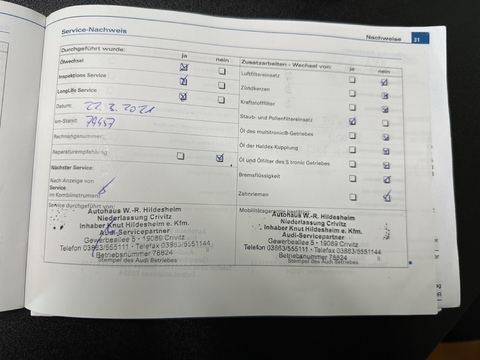 Service-Nachweis
Nachweise 31
Durchgeführt wurde: ja nein
Ölwechsel
Inspektions Service
LongLife Service
Datum: 22.3.2021
km-Stand: 79457
Rechnungsnummer:
Reparaturempfehlung:
Nächster Service:
Nach Anzeige von
Service
im Kombiinstrument
Service durchgeführt von:
Autohaus W.-R. Hildesheim
Niederlassung Crivitz
Inhaber Knut Hildesheim e. Kfm.
Audi-Servicepartner
Gewerbeallee 5 - 19089 Crivitz
Telefon 03863/555111 - Telefax 03863/5551144
Betriebsnummer 76824
Stempel des Audi Betriebes
Zusatzarbeiten - Wechsel von: ja nein
Luftfiltereinsatz
Zündkerzen
Kraftstofffilter
Staub- und Pollenfiltereinsatz
Öl des multitronic®-Getriebes
Öl der Haldex Kupplung
Öl und Ölfilter des S tronic Getriebes
Bremsflüssigkeit
Zahnriemen
Autohaus W.-R. Hildesheim
Niederlassung Crivitz
Inhaber Knut Hildesheim e. Kfm.
Audi-Servicepartner
Gewerbeallee 5 - 19089 Crivitz
Telefon 03863/555111 - Telefax 03863/5551144
Betriebsnummer 76824
Stempel des Audi Betriebes